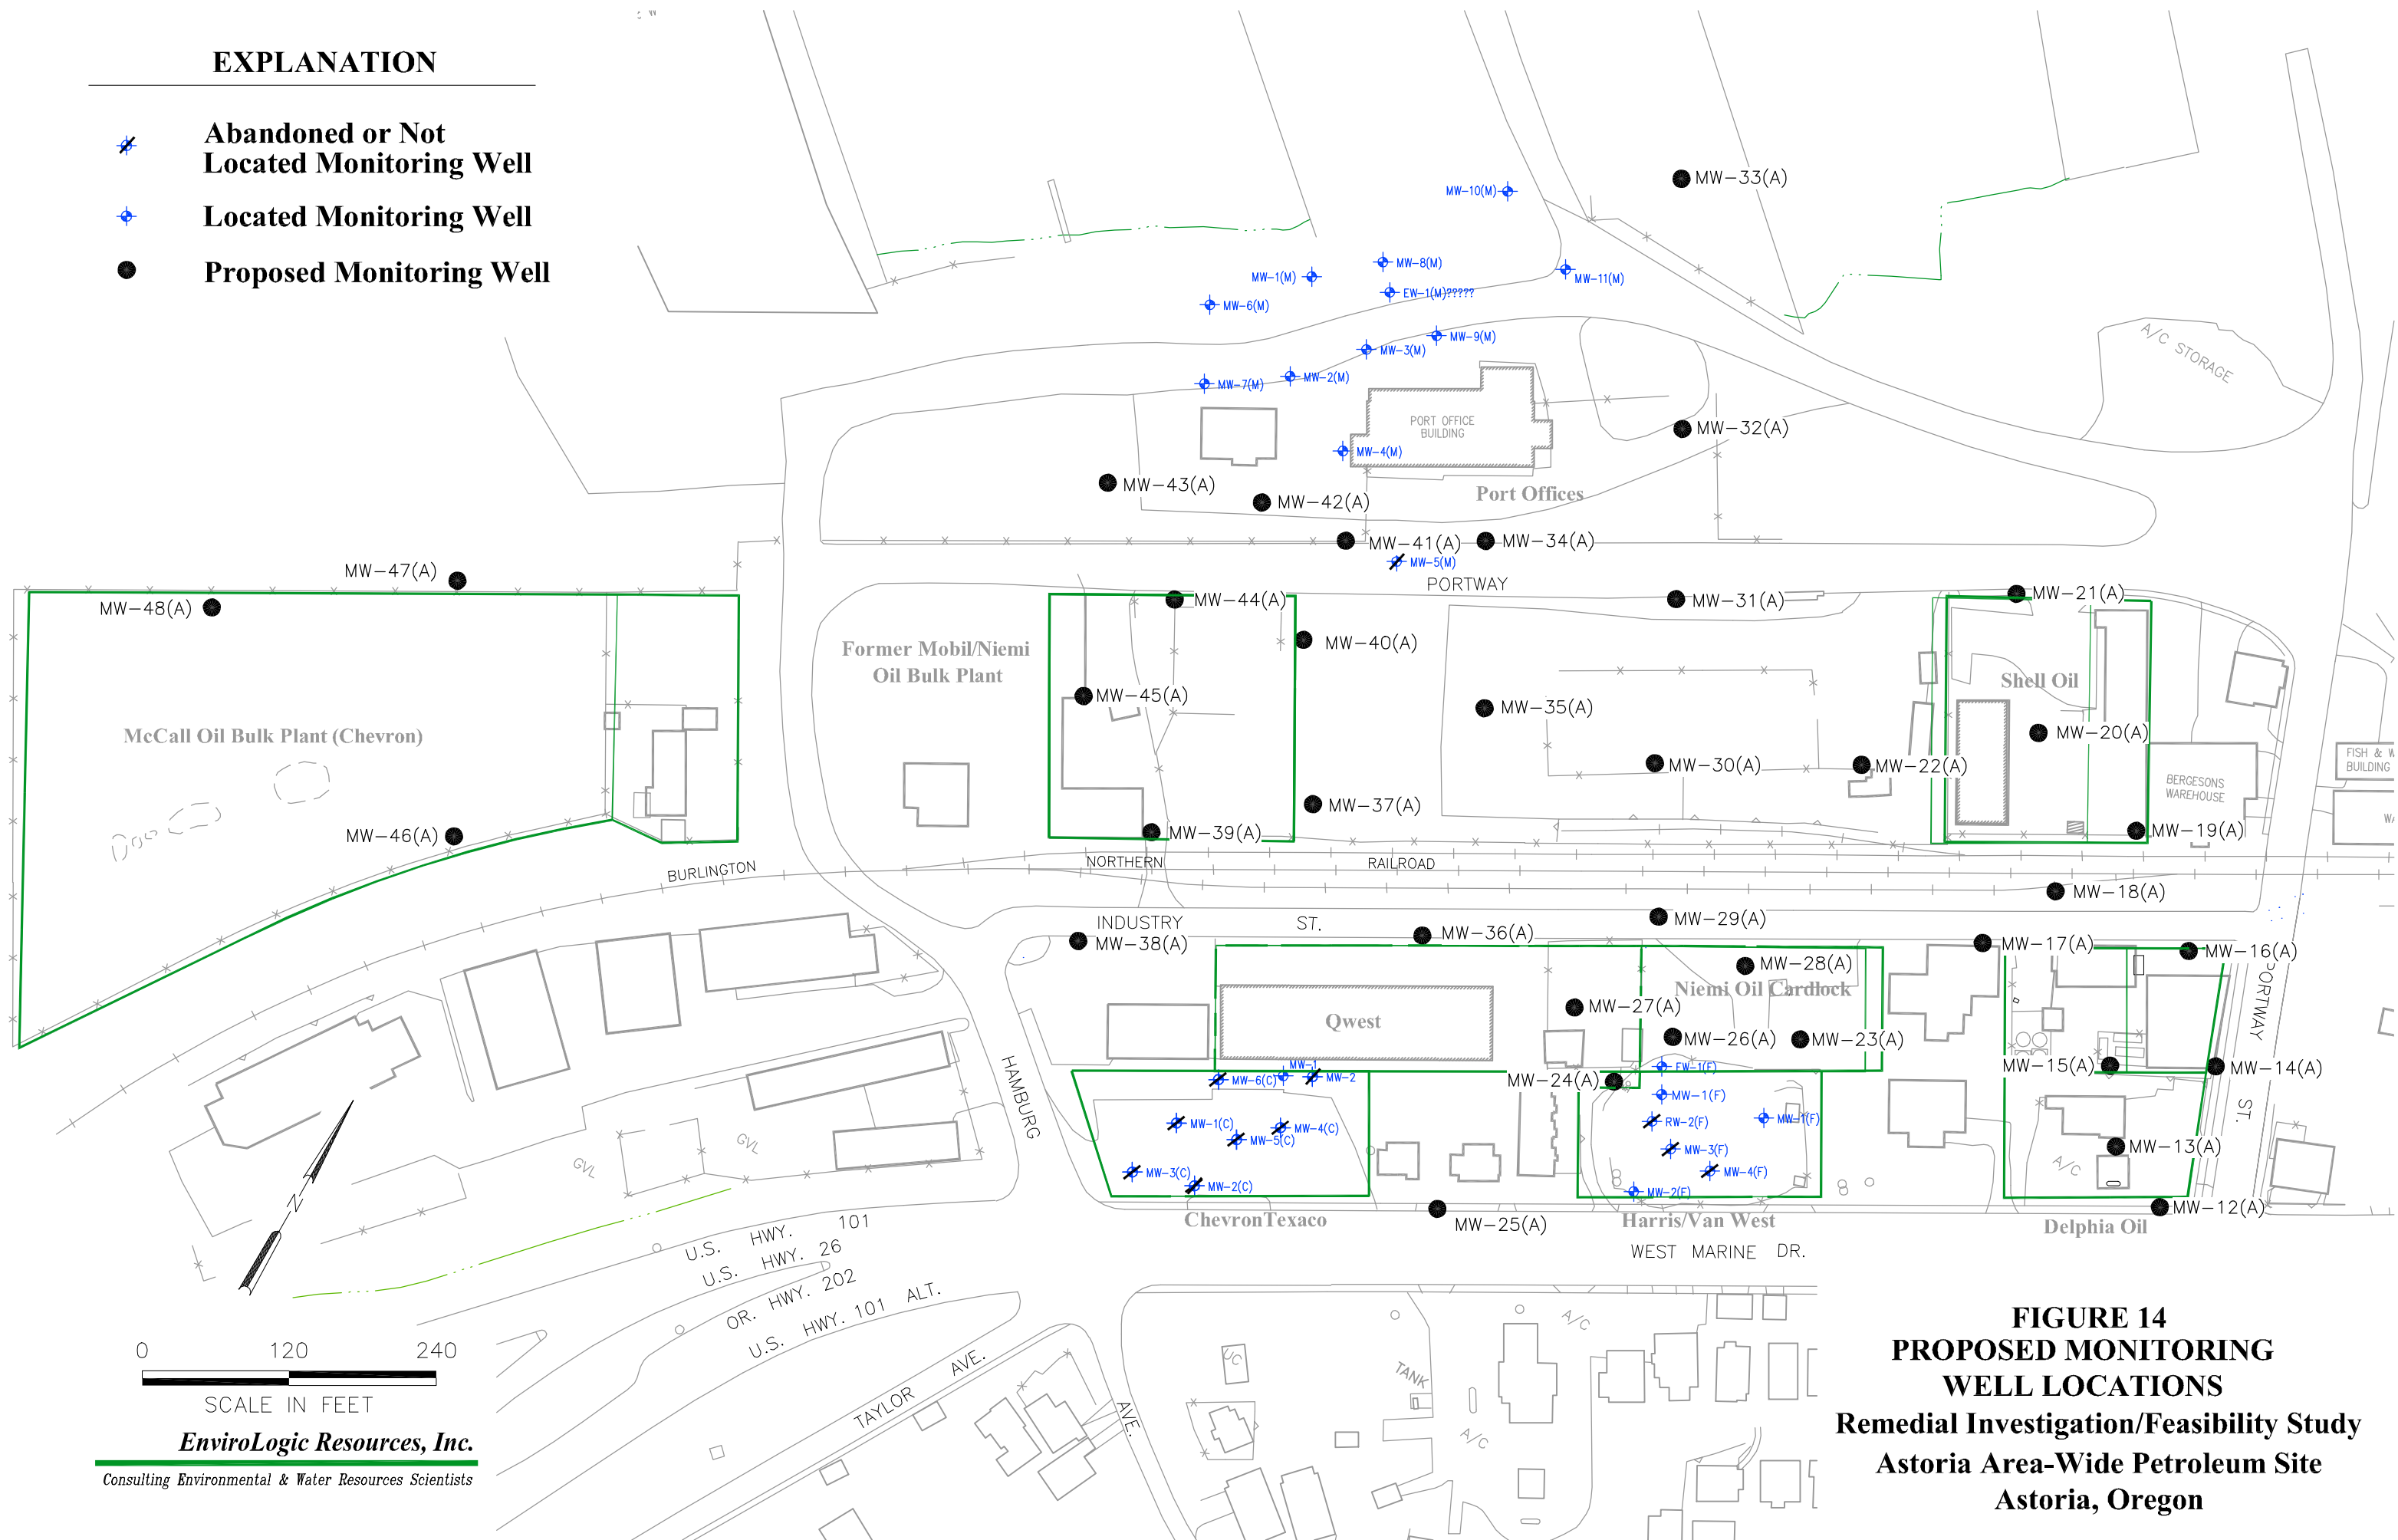 EXPLANATION
Abandoned or Not
Located Monitoring Well
Located Monitoring Well
Proposed Monitoring Well
MW-33(A)
MW-10(M)
MW-8(M)
MW-1(M)
MW-11(M)
EW-1(M)?????
MW-6(M)
MW-9(M)
MW-3(M)
MW-2(M)
MW-7(M)
A/C STORAGE
PORT OFFICE
BUILDING
MW-32(A)
MW-4(M)
MW-43(A)
MW-42(A)
Port Offices
MW-41(A)
MW-34(A)
MW-5(M)
PORTWAY
MW-47(A)
MW-48(A)
MW-44(A)
MW-31(A)
MW-21(A)
Former Mobil/Niemi
Oil Bulk Plant
MW-40(A)
MW-45(A)
MW-35(A)
Shell Oil
McCall Oil Bulk Plant (Chevron)
MW-20(A)
MW-30(A)
MW-22(A)
FISH & W
BUILDING
BERGESONS
WAREHOUSE
WA
MW-37(A)
MW-46(A)
MW-39(A)
MW-19(A)
BURLINGTON
NORTHERN
RAILROAD
MW-18(A)
INDUSTRY
ST.
MW-29(A)
MW-38(A)
MW-36(A)
MW-17(A)
MW-16(A)
MW-28(A)
Niemi Oil Cardlock
MW-27(A)
Qwest
MW-26(A)
MW-23(A)
PORTWAY
ST.
HAMBURG
AVE.
MW-1
MW-6(C)
MW-2
MW-24(A)
MW-15(A)
MW-14(A)
MW-1(F)
MW-1(C)
MW-4(C)
MW-5(C)
RW-2(F)
MW-1(F)
MW-3(F)
MW-13(A)
A/C
MW-3(C)
MW-4(F)
MW-2(C)
MW-2(F)
GVL
GVL
N
ChevronTexaco
MW-25(A)
Harris/Van West
Delphia Oil
MW-12(A)
WEST MARINE DR.
U.S. HWY. 101
U.S. HWY. 26
OR. HWY. 202
U.S. HWY. 101 ALT.
TAYLOR AVE.
UC
TANK
A/C
A/C
0 120 240
SCALE IN FEET
EnviroLogic Resources, Inc.
Consulting Environmental & Water Resources Scientists
FIGURE 14
PROPOSED MONITORING
WELL LOCATIONS
Remedial Investigation/Feasibility Study
Astoria Area-Wide Petroleum Site
Astoria, Oregon